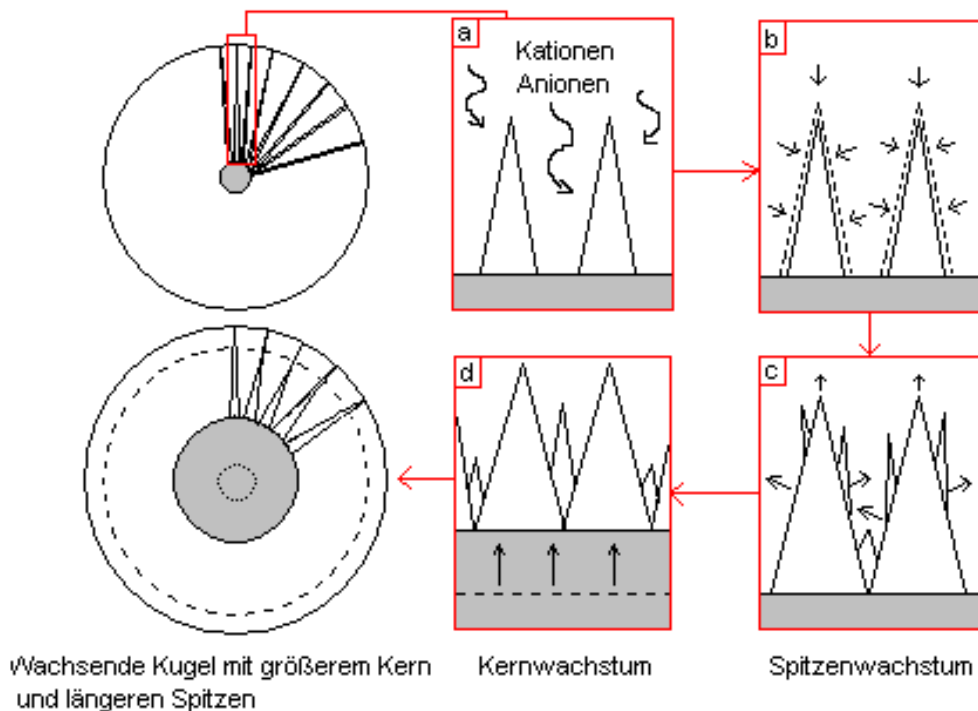 a
Kationen
Anionen
b
d
c
Wachsende Kugel mit größerem Kern
und längeren Spitzen
Kernwachstum
Spitzenwachstum